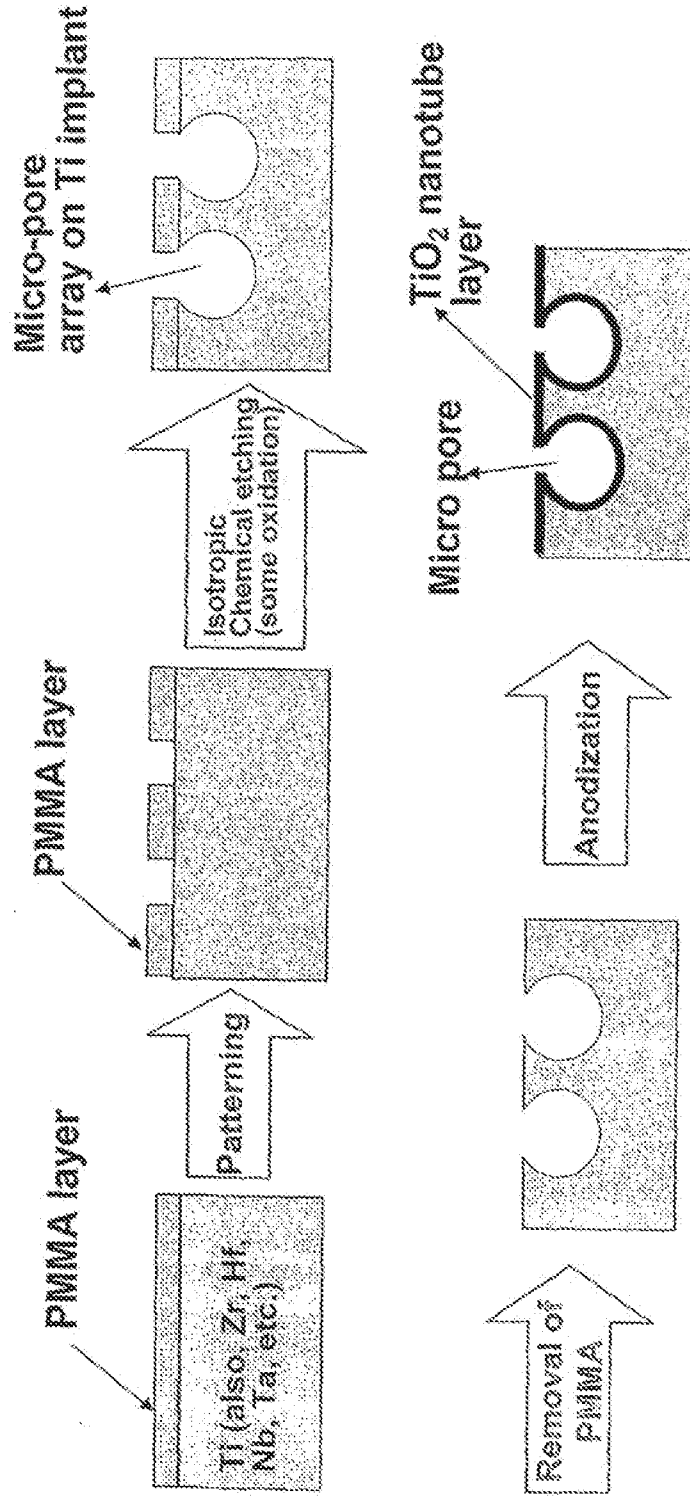 PMMA layer
Ti (also, Zr, Hf,
Nb, Ta, etc.)
Patterning
PMMA layer
Isotropic
Chemical etching
(some oxidation)
Micro-pore
array on Ti implant
Removal of
PMMA
Anodization
Micro pore
TiO₂ nanotube
layer